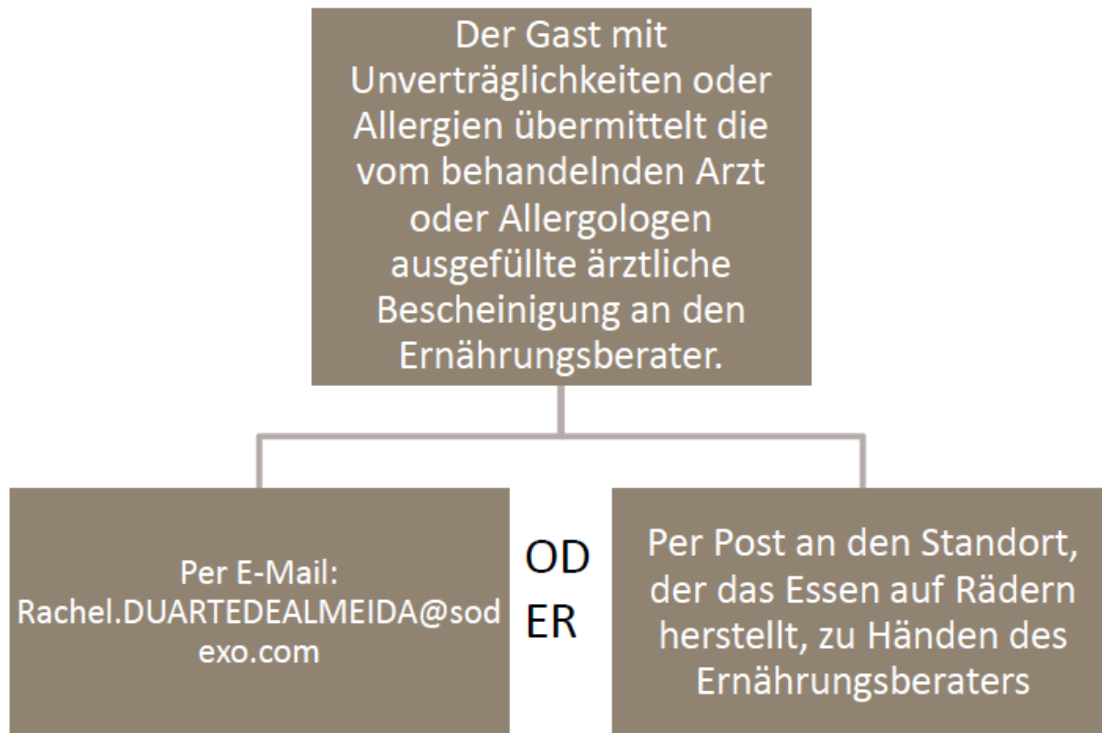 Der Gast mit
Unverträglichkeiten oder
Allergien übermittelt die
vom behandelnden Arzt
oder Allergologen
ausgefüllte ärztliche
Bescheinigung an den
Ernährungsberater.
Per E-Mail:
Rachel.DUARTEDEALMEIDA@sod
exo.com
OD
ER
Per Post an den Standort,
der das Essen auf Rädern
herstellt, zu Händen des
Ernährungsberaters